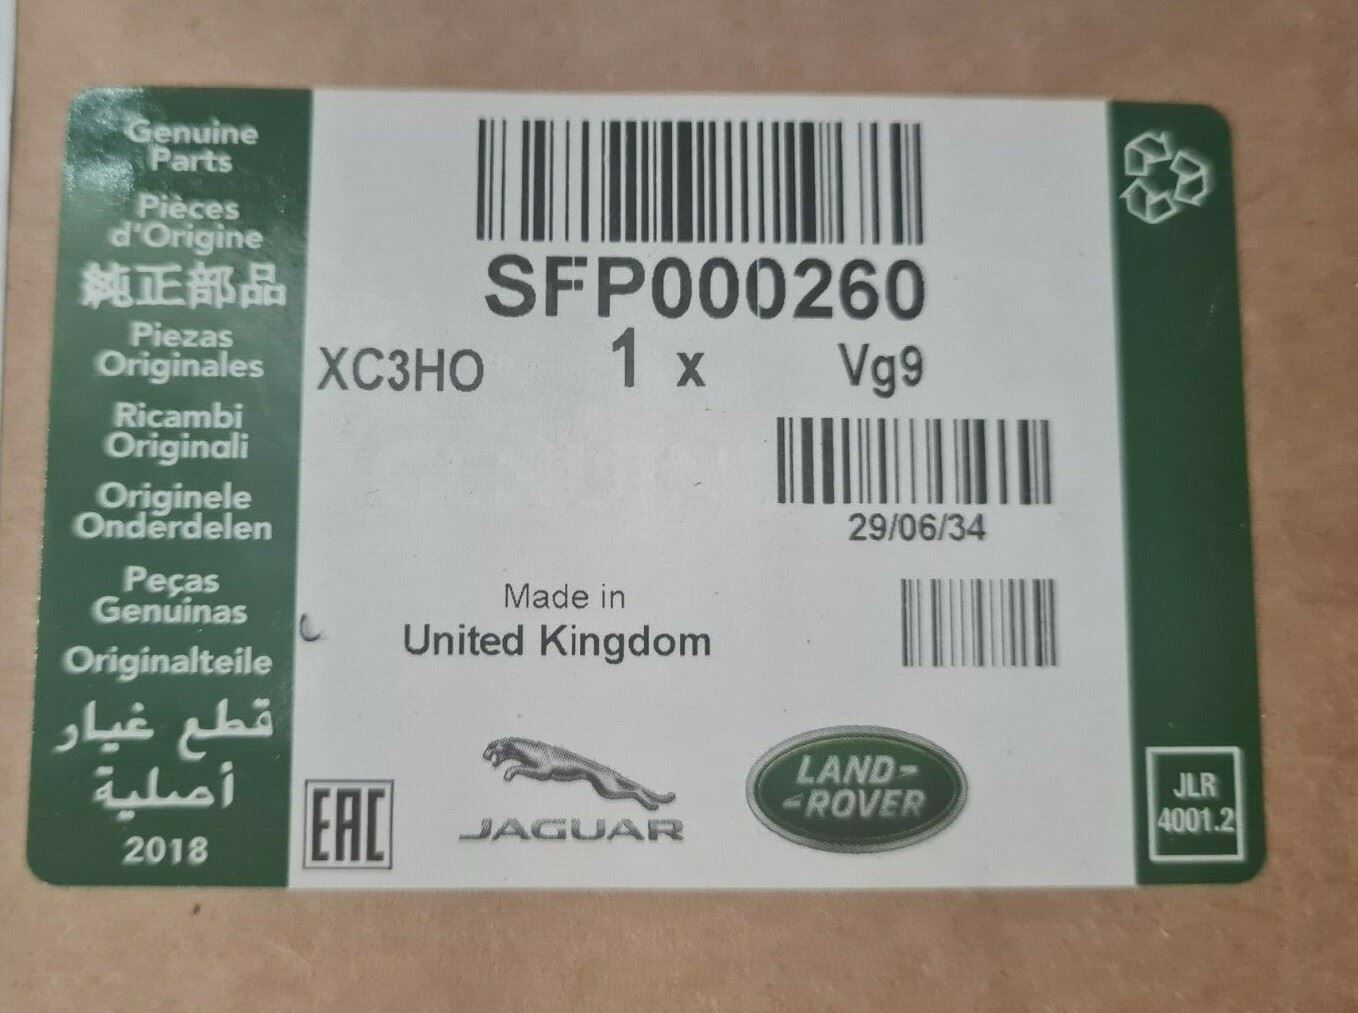 Genuine
Parts
Pièces
d'Origine
純正部品
Piezas
Originales
Ricambi
Originali
Originele
Onderdelen
Peças
Genuinas
Originalteile
قطع غيار
أصلية
2018
SFP000260
XC3HO 1 x Vg9
29/06/34
Made in
United Kingdom
EAC
JAGUAR
LAND-
-ROVER
JLR
4001.2